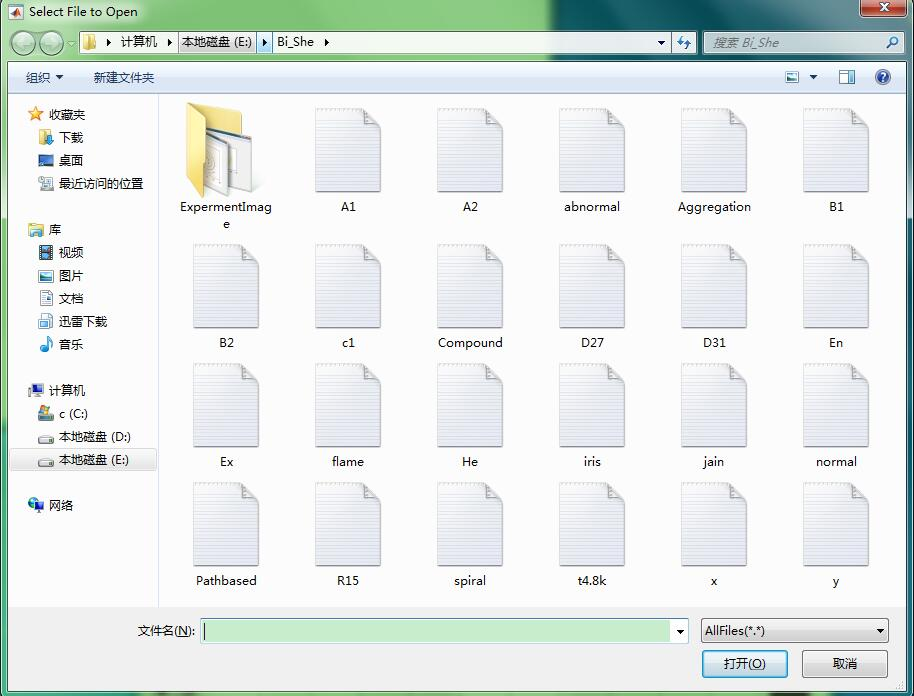 Select File to Open
计算机 本地磁盘 (E:) Bi_She
搜索 Bi_She
组织 新建文件夹
收藏夹
下载
桌面
最近访问的位置
库
视频
图片
文档
迅雷下载
音乐
计算机
c (C:)
本地磁盘 (D:)
本地磁盘 (E:)
网络
ExpermentImag
e
A1
A2
abnormal
Aggregation
B1
B2
c1
Compound
D27
D31
En
Ex
flame
He
iris
jain
normal
Pathbased
R15
spiral
t4.8k
x
y
文件名(N):
AllFiles(*.*)
打开(O)
取消